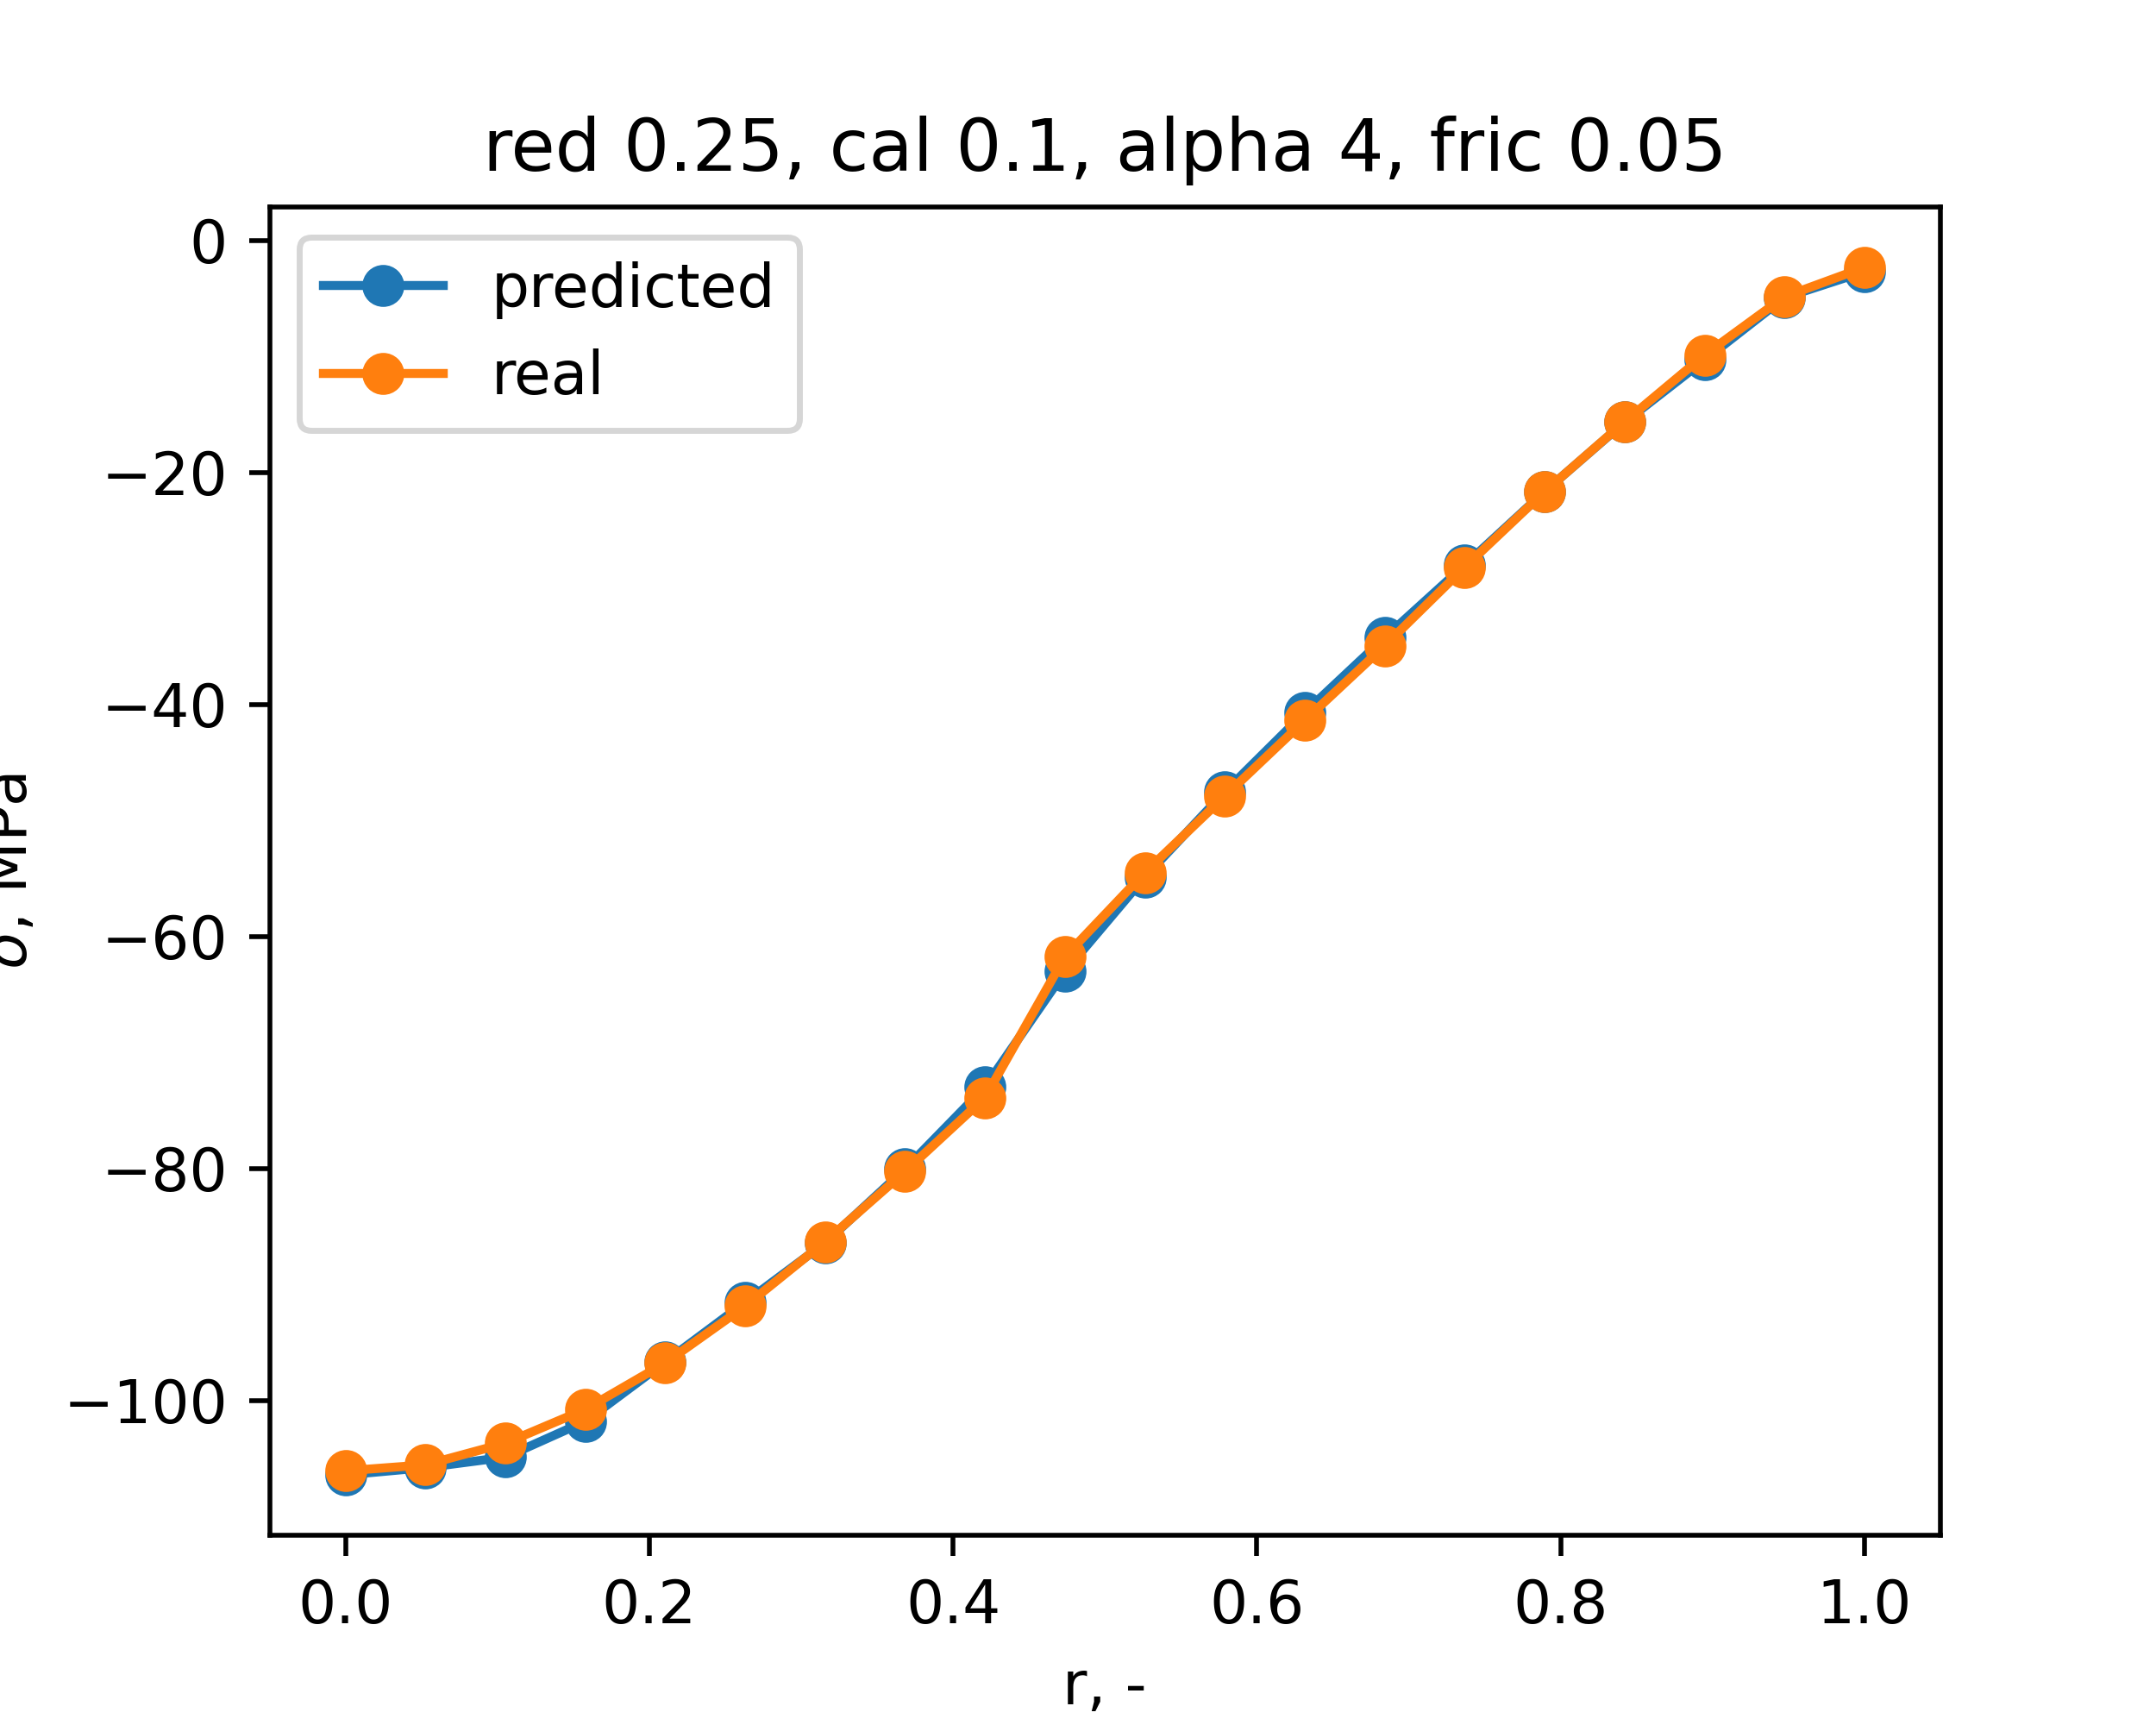 red 0.25, cal 0.1, alpha 4, fric 0.05
predicted
real
0
−20
−40
−60
−80
−100
, MPa
0.0 0.2 0.4 0.6 0.8 1.0
r, -